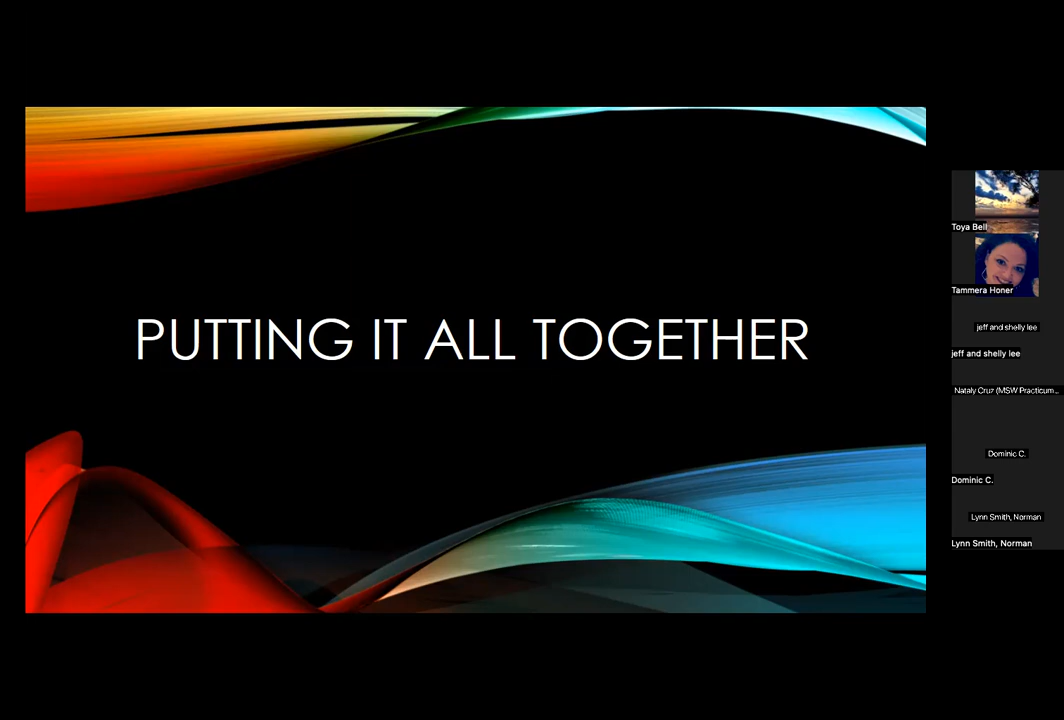 PUTTING IT ALL TOGETHER
Toya Bell
Tammera Honer
jeff and shelly lee
jeff and shelly lee
Nataly Cruz (MSW Practicum...
Dominic C.
Dominic C.
Lynn Smith, Norman
Lynn Smith, Norman